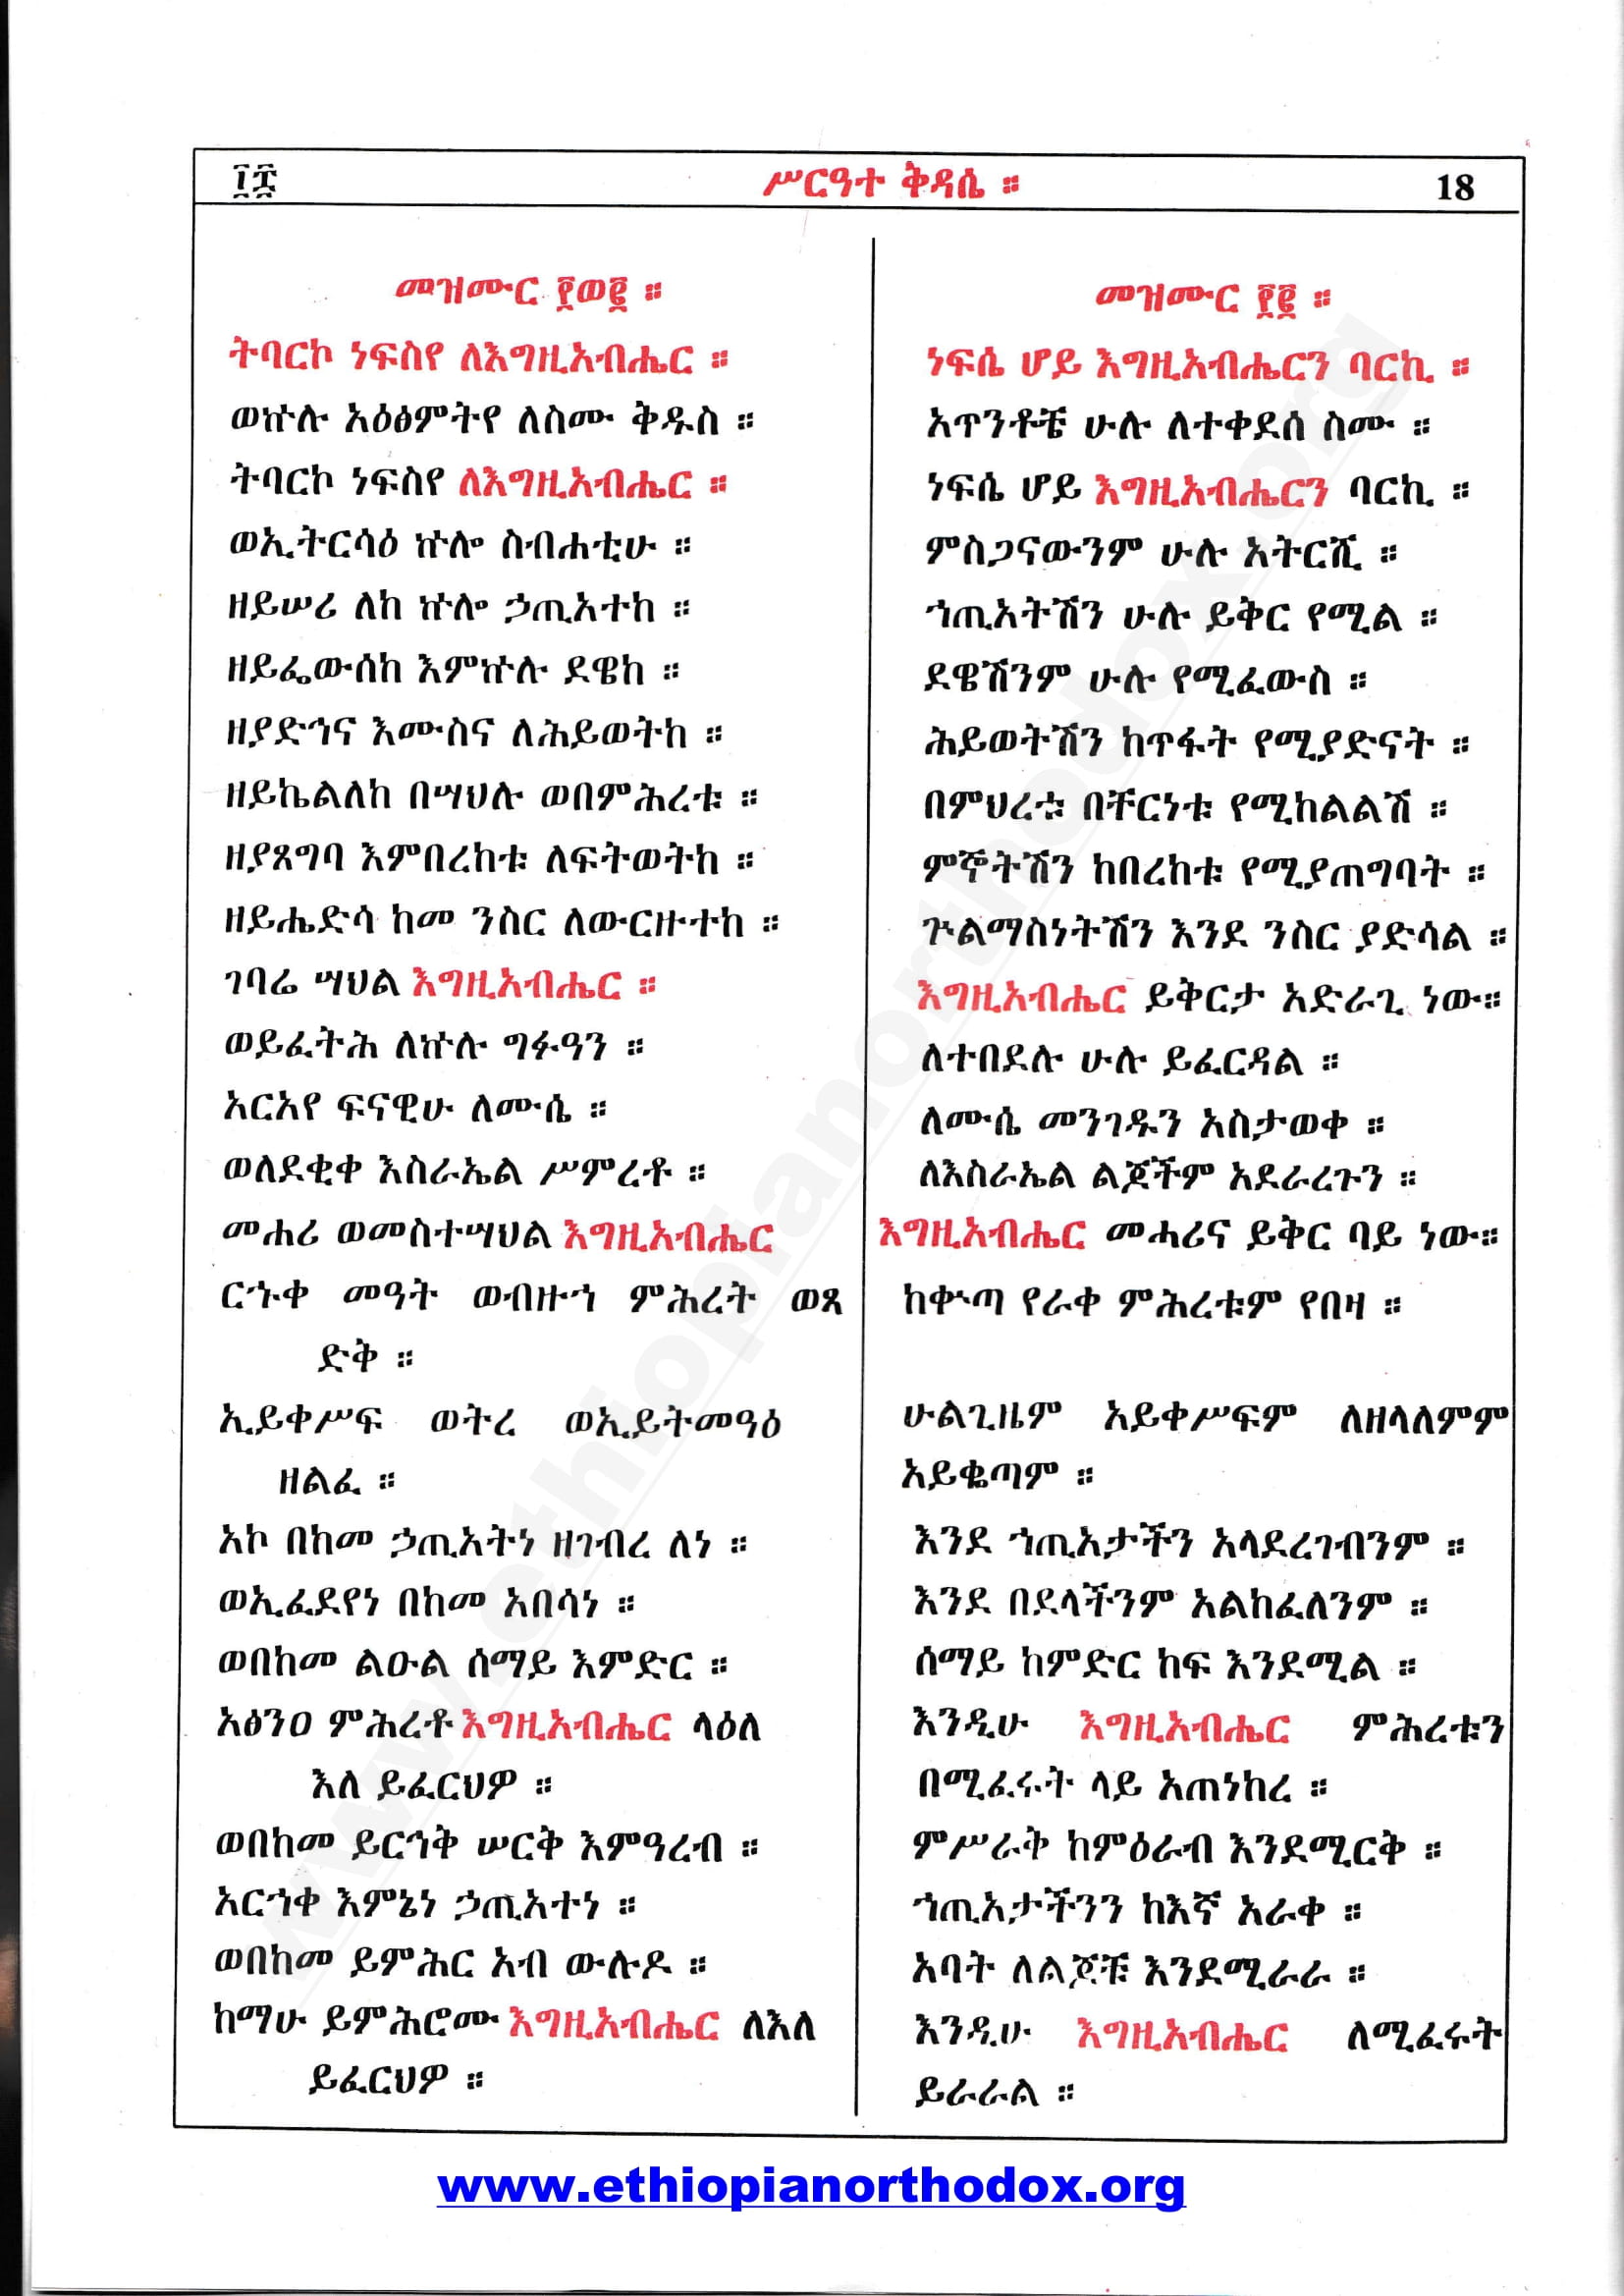 ፲፰ ሥርዓተ ቅዳሴ ። 18
መዝሙር ፻ወ፪ ።
ትባርኮ ነፍስየ ለእግዚአብሔር ።
ወኵሉ አዕፅምትየ ለስሙ ቅዱስ ።
ትባርኮ ነፍስየ ለእግዚአብሔር ።
ወኢትርሳዕ ኵሎ ስብሐቲሁ ።
ዘይሠሪ ለከ ኵሎ ኃጢአተከ ።
ዘይፌውሰከ እምኵሉ ደዌከ ።
ዘያድኅና እሙስና ለሕይወትከ ።
ዘይኬልለከ በሣህሉ ወበምሕረቱ ።
ዘያጸግባ እምበረከቱ ለፍትወትከ ።
ዘይሔድሳ ከመ ንስር ለውርዙተከ ።
ገባሬ ሣህል እግዚአብሔር ።
ወይፈትሕ ለኵሉ ግፉዓን ።
አርአየ ፍናዊሁ ለሙሴ ።
ወለደቂቀ እስራኤል ሥምረቶ ።
መሐሪ ወመስተሣህል እግዚአብሔር
ርኁቀ መዓት ወብዙኀ ምሕረት ወጻ
ድቅ ።
ኢይቀሥፍ ወትረ ወኢይትመዓዕ
ዘልፈ ።
አኮ በከመ ኃጢአትነ ዘገብረ ለነ ።
ወኢፈደየነ በከመ አበሳነ ።
ወበከመ ልዑል ሰማይ እምድር ።
አፅንዐ ምሕረቶ እግዚአብሔር ላዕለ
እለ ይፈርህዎ ።
ወበከመ ይርኅቅ ሠርቅ እምዓረብ ።
አርኀቀ እምኔነ ኃጢአተነ ።
ወበከመ ይምሕር አብ ውሉዶ ።
ከማሁ ይምሕሮሙ እግዚአብሔር ለእለ
ይፈርህዎ ።
መዝሙር ፻፪ ።
ነፍሴ ሆይ እግዚአብሔርን ባርኪ ።
አጥንቶቼ ሁሉ ለተቀደሰ ስሙ ።
ነፍሴ ሆይ እግዚአብሔርን ባርኪ ።
ምስጋናውንም ሁሉ አትርሺ ።
ኀጢአትሽን ሁሉ ይቅር የሚል ።
ደዌሽንም ሁሉ የሚፈውስ ።
ሕይወትሽን ከጥፋት የሚያድናት ።
በምህረቷ በቸርነቱ የሚከልልሽ ።
ምኞትሽን ከበረከቱ የሚያጠግባት ።
ጕልማስነትሽን እንደ ንስር ያድሳል ።
እግዚአብሔር ይቅርታ አድራጊ ነው።
ለተበደሉ ሁሉ ይፈርዳል ።
ለሙሴ መንገዱን አስታወቀ ።
ለእስራኤል ልጆችም አደራረጉን ።
እግዚአብሔር መሓሪና ይቅር ባይ ነው።
ከቍጣ የራቀ ምሕረቱም የበዛ ።
ሁልጊዜም አይቀሥፍም ለዘላለምም
አይቈጣም ።
እንደ ኀጢአታችን አላደረገብንም ።
እንደ በደላችንም አልከፈለንም ።
ሰማይ ከምድር ከፍ እንደሚል ።
እንዲሁ እግዚአብሔር ምሕረቱን
በሚፈሩት ላይ አጠነከረ ።
ምሥራቅ ከምዕራብ እንደሚርቅ ።
ኀጢአታችንን ከእኛ አራቀ ።
አባት ለልጆቹ እንደሚራራ ።
እንዲሁ እግዚአብሔር ለሚፈሩት
ይራራል ።
www.ethiopianorthodox.org
www.ethiopianorthodox.org